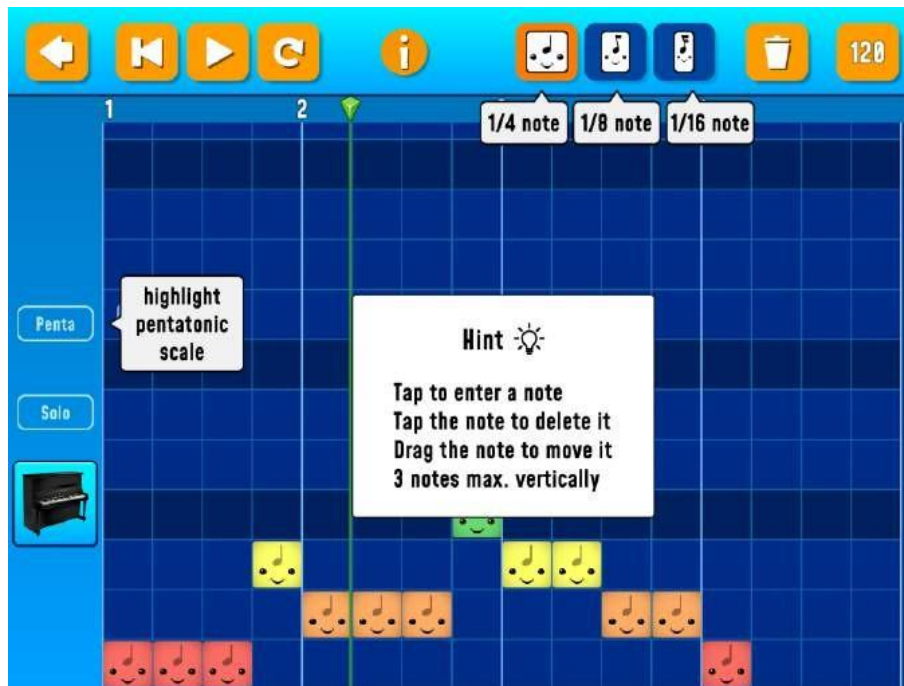 120
1 2
1/4 note 1/8 note 1/16 note
highlight
pentatonic
scale
Penta
Solo
Hint
Tap to enter a note
Tap the note to delete it
Drag the note to move it
3 notes max. vertically